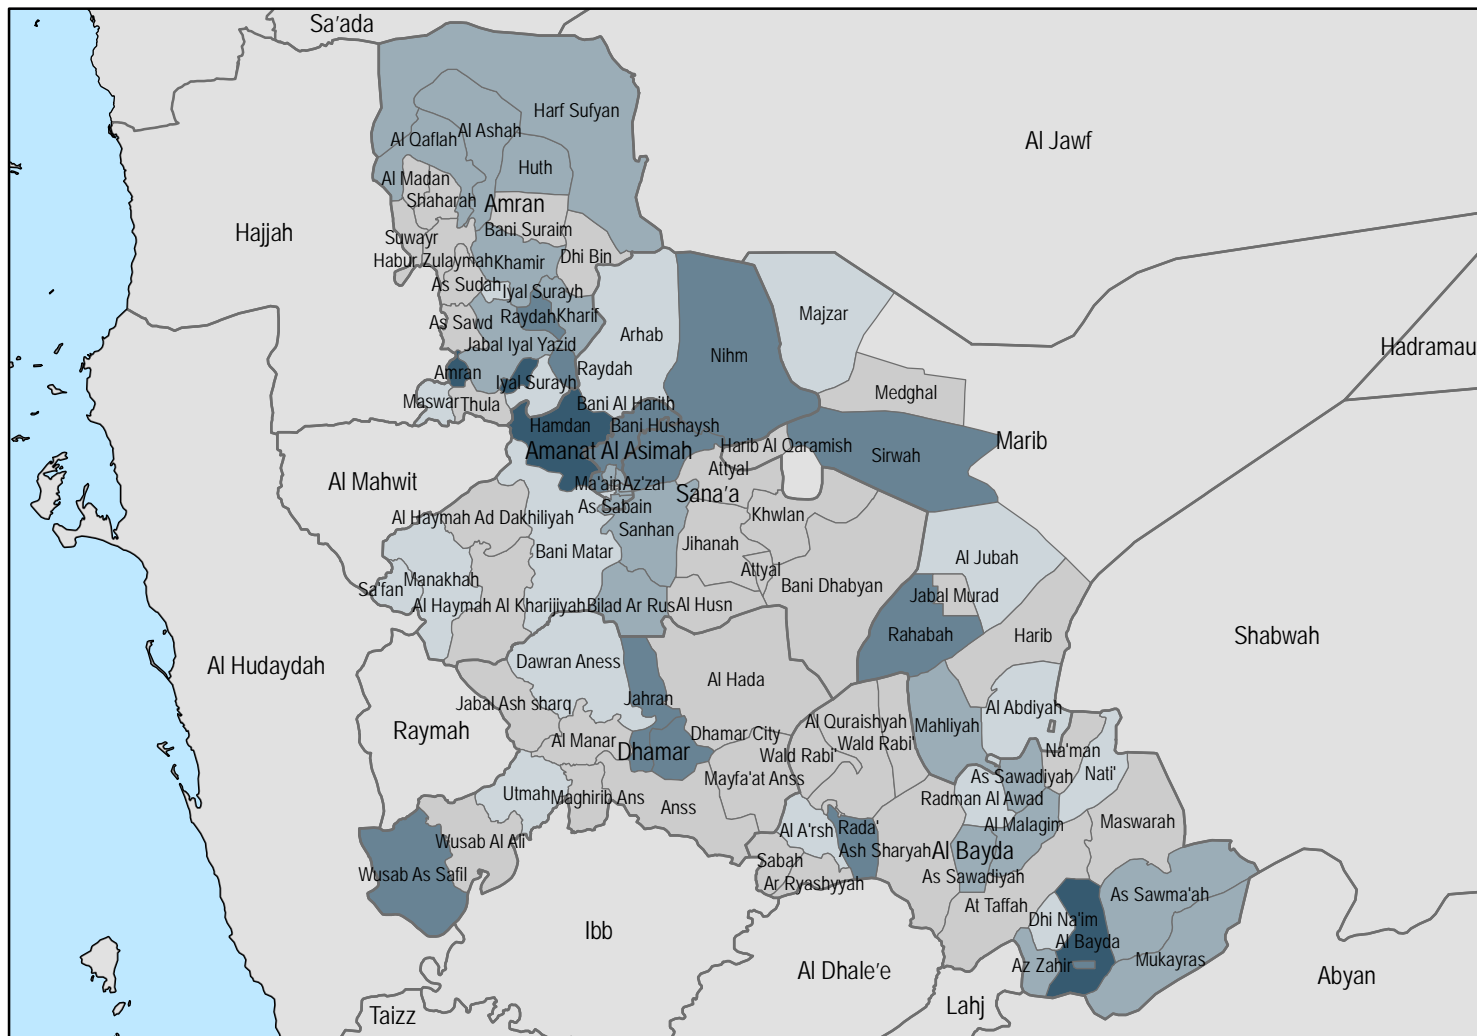 Sa'ada
Harf Sufyan
Al Ashah
Al Qaflah
Al Jawf
Huth
Al Madan
Shaharah
Amran
Hajjah
Bani Suraim
Suwayr
Dhi Bin
Habur Zulaymah
Khamir
As Sudah
Iyal Surayh
Majzar
Raydah
Kharif
As Sawd
Arhab
Jabal Iyal Yazid
Hadramau
Nihm
Raydah
Amran
Iyal Surayh
Medghal
Maswar
Thula
Bani Al Harith
Hamdan
Bani Hushaysh
Marib
Harib Al Qaramish
Amanat Al Asimah
Sirwah
Attyal
Al Mahwit
Ma'ain
Az'zal
Sana'a
As Sabain
Al Haymah Ad Dakhiliyah
Khwlan
Sanhan
Jihanah
Bani Matar
Al Jubah
Attyal
Manakhah
Bani Dhabyan
Sa'fan
Jabal Murad
Al Haymah Al Kharijiyah
Bilad Ar Rus
Al Husn
Rahabah
Harib
Shabwah
Dawran Aness
Al Hudaydah
Al Hada
Jahran
Jabal Ash sharq
Al Abdiyah
Al Quraishyah
Mahliyah
Raymah
Dhamar City
Al Manar
Wald Rabi'
Dhamar
Wald Rabi'
Na'man
Mayfa'at Anss
As Sawadiyah
Nati'
Utmah
Maghirib Ans
Radman Al Awad
Anss
Maswarah
Al Malagim
Al A'rsh
Rada'
Wusab Al Ali
Ash Sharyah
Al Bayda
Sabah
Wusab As Safil
As Sawadiyah
Ar Ryashyyah
As Sawma'ah
At Taffah
Dhi Na'im
Ibb
Al Bayda
Mukayras
Az Zahir
Al Dhale'e
Abyan
Lahj
Taizz